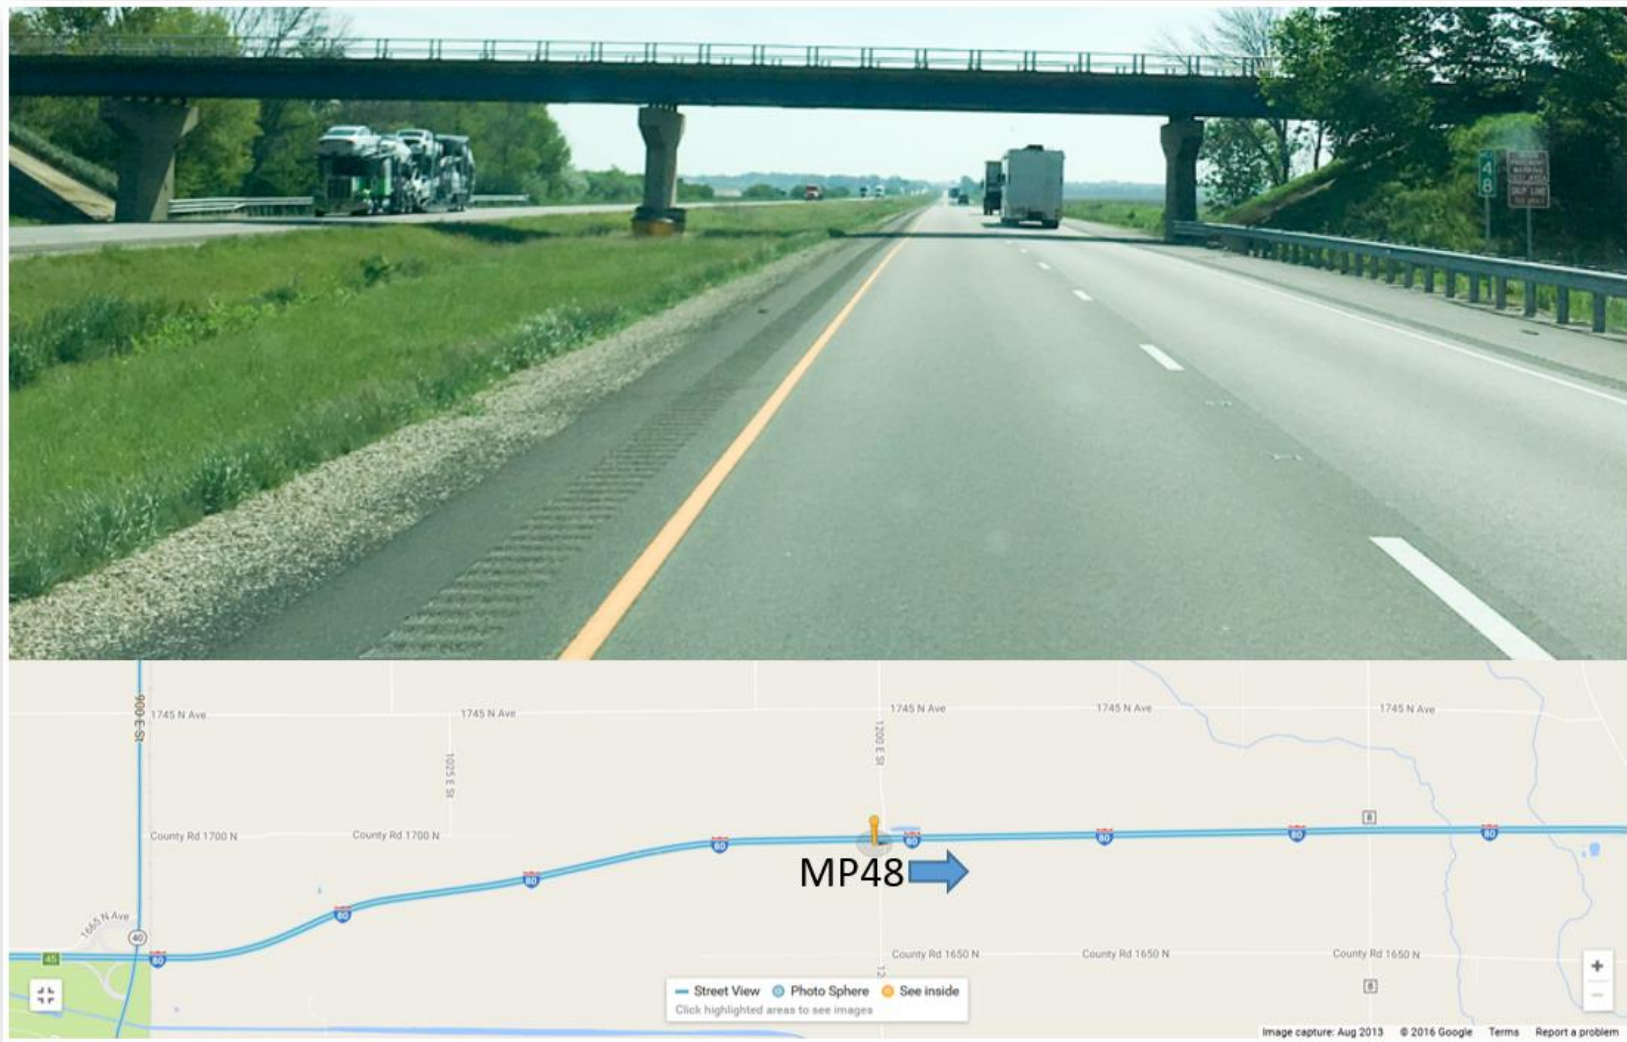 4
8
SKIP LINE
1745 N Ave
1745 N Ave
1745 N Ave
1745 N Ave
1745 N Ave
900 E St
1025 E St
1200 E St
County Rd 1700 N
County Rd 1700 N
8
80
80
80
80
80
80
80
MP48
1665 N Ave
40
80
45
County Rd 1650 N
County Rd 1650 N
County Rd 1650 N
12
8
+
−
Street View
Photo Sphere
See inside
Click highlighted areas to see images
Image capture: Aug 2013
© 2016 Google
Terms
Report a problem